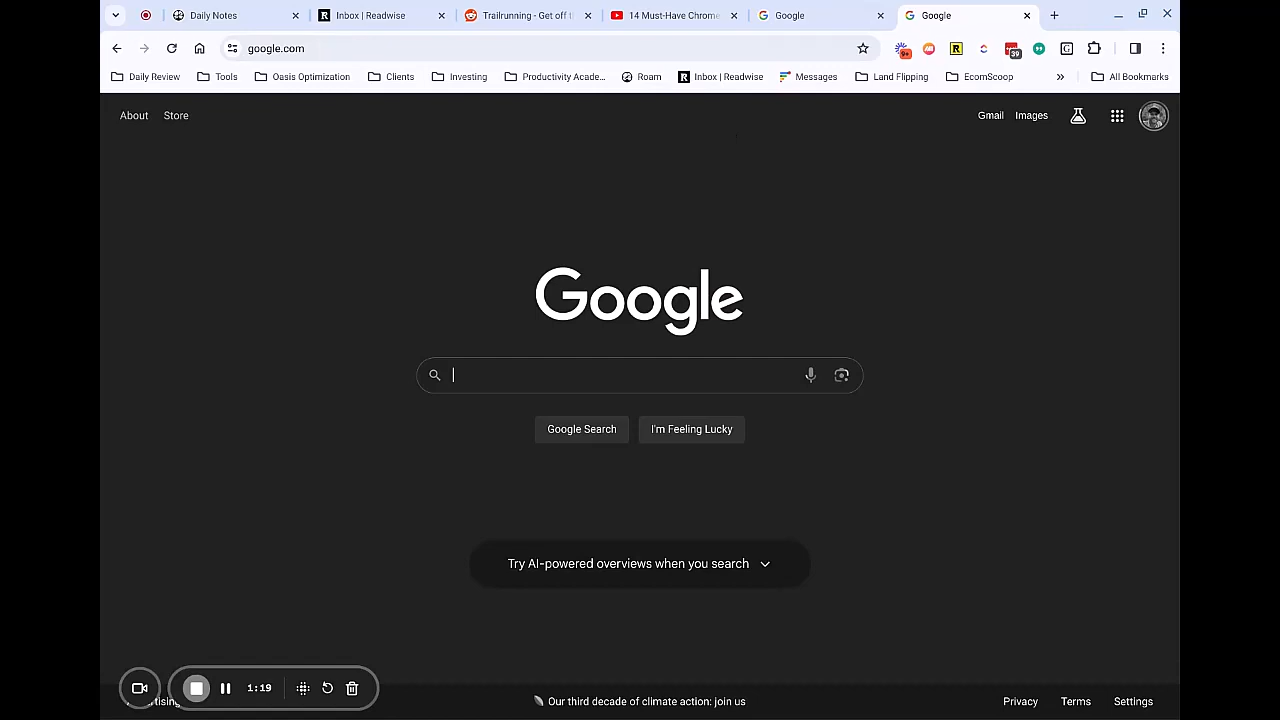 Daily Notes
Inbox | Readwise
Trailrunning - Get off t
14 Must-Have Chrome
Google
Google
google.com
9+
39
Daily Review
Tools
Oasis Optimization
Clients
Investing
Productivity Acade...
Roam
Inbox | Readwise
Messages
Land Flipping
EcomScoop
»
All Bookmarks
About
Store
Gmail
Images
Google
Google Search
I'm Feeling Lucky
Try AI-powered overviews when you search
1:19
Our third decade of climate action: join us
Privacy
Terms
Settings